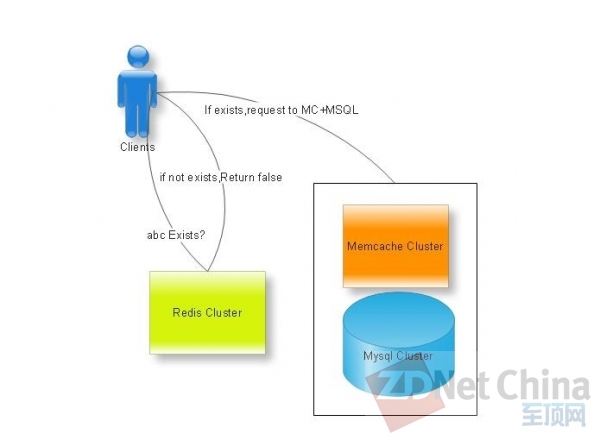 If exists,request to MC+MSQL
Clients
if not exists,Return false
abc Exists?
Memcache Cluster
Redis Cluster
Mysql Cluster
ZDNet China
至顶网